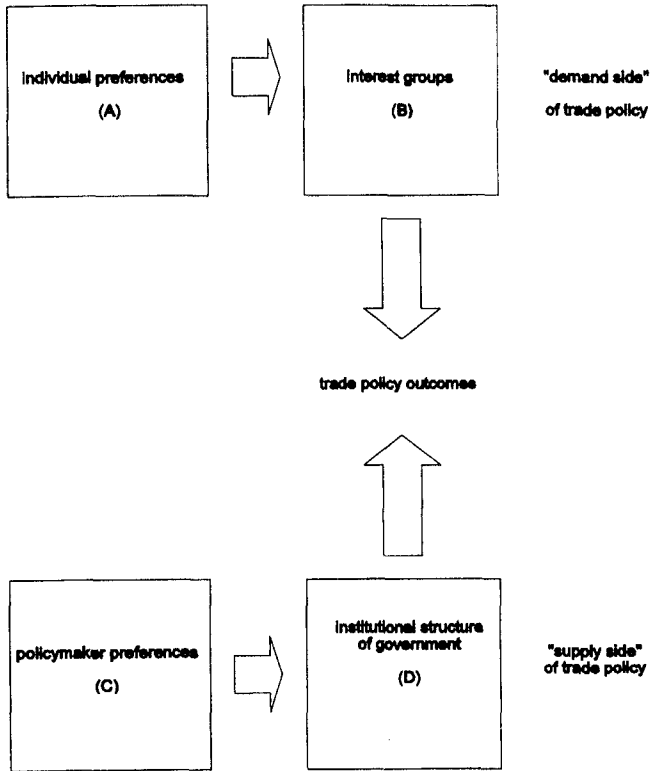 individual preferences
(A)
interest groups
(B)
"demand side"
of trade policy
trade policy outcomes
policymaker preferences
(C)
institutional structure
of government
(D)
"supply side"
of trade policy